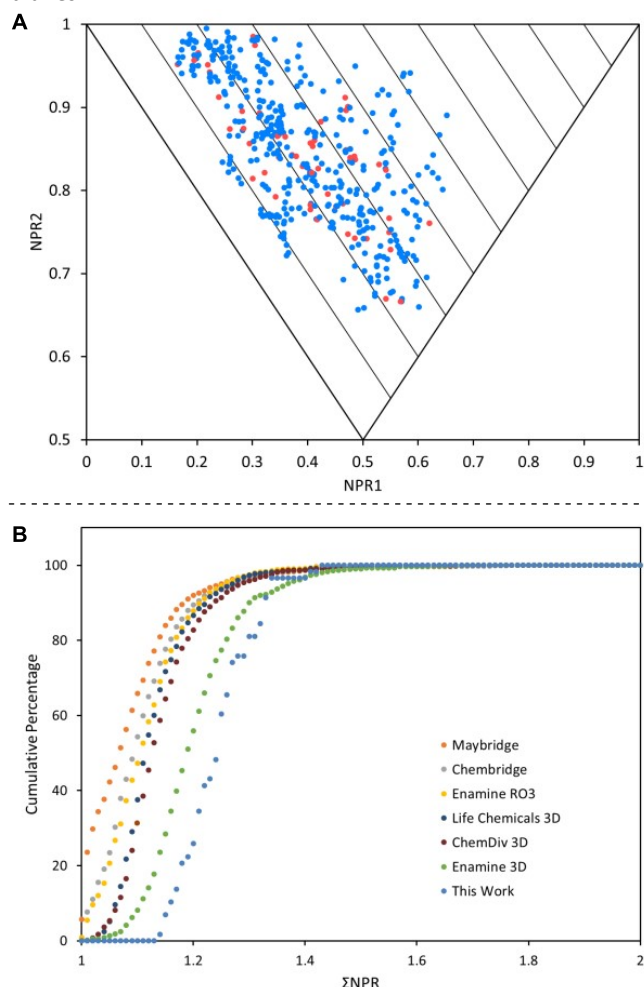 A
1
0.9
0.8
0.7
0.6
0.5
NPR2
0 0.1 0.2 0.3 0.4 0.5 0.6 0.7 0.8 0.9 1
NPR1
B
100
80
60
40
20
0
Cumulative Percentage
Maybridge
Chembridge
Enamine RO3
Life Chemicals 3D
ChemDiv 3D
Enamine 3D
This Work
1 1.2 1.4 1.6 1.8 2
ΣNPR